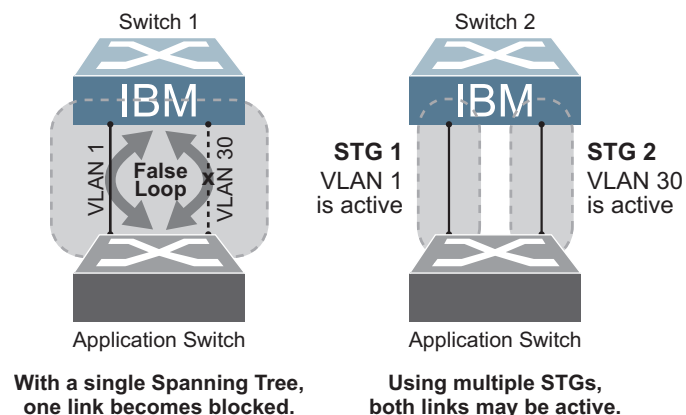 Switch 1
IBM
VLAN 1
False
Loop
x
VLAN 30
Application Switch
With a single Spanning Tree,
one link becomes blocked.
Switch 2
IBM
STG 1
VLAN 1
is active
STG 2
VLAN 30
is active
Application Switch
Using multiple STGs,
both links may be active.